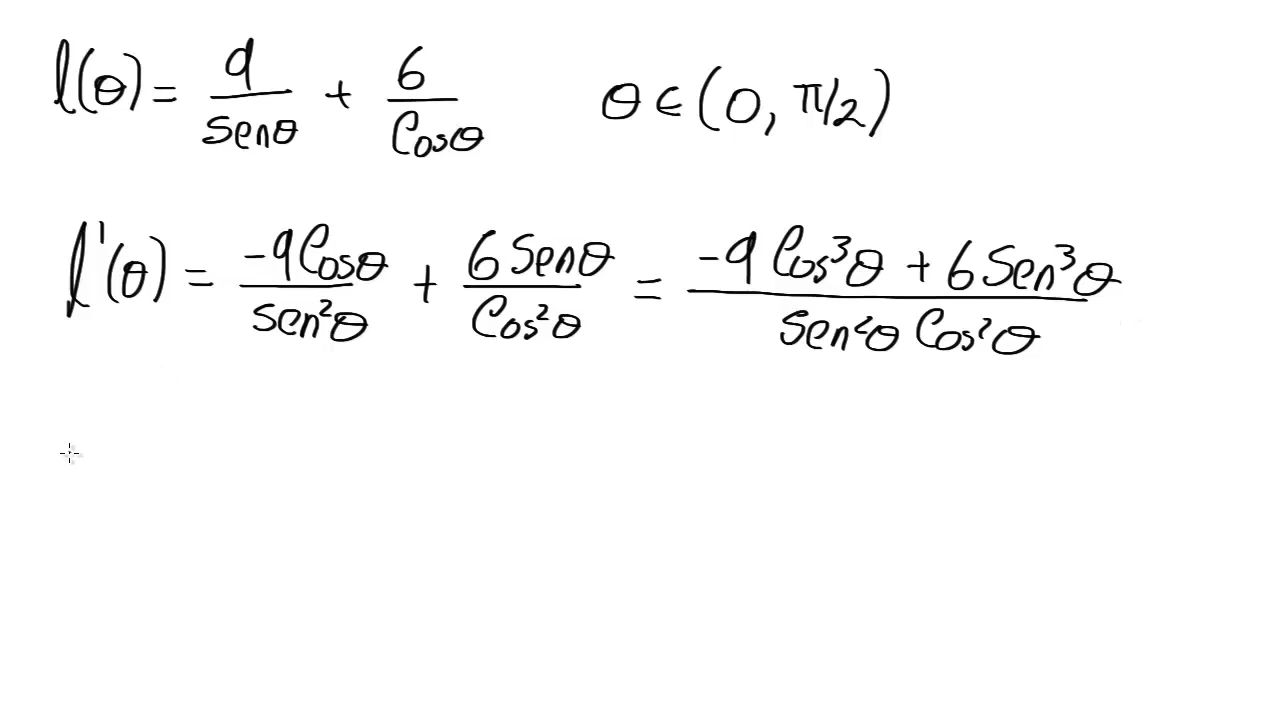 l(θ) = 9/senθ + 6/Cosθ θ ∈ (0, π/2)
l'(θ) = -9Cosθ/sen²θ + 6Senθ/Cos²θ = -9Cos³θ + 6Sen³θ/sen²θ Cos²θ